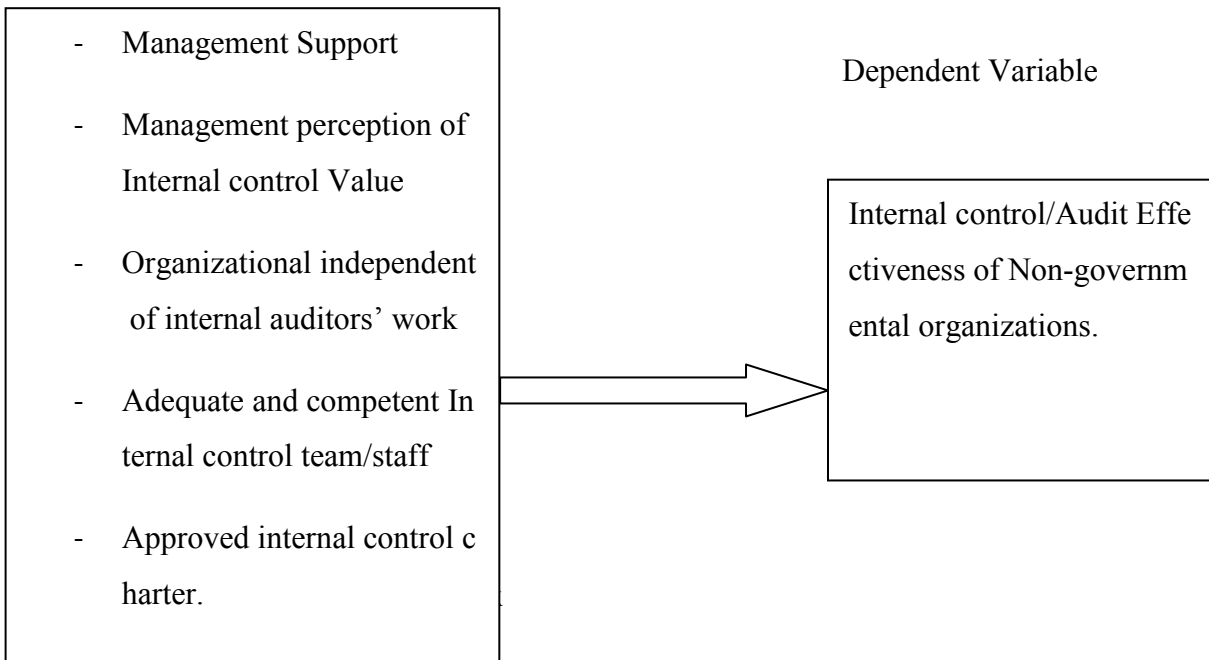 - Management Support
- Management perception of
Internal control Value
- Organizational independent
of internal auditors’ work
- Adequate and competent In
ternal control team/staff
- Approved internal control c
harter.
Dependent Variable
Internal control/Audit Effe
ctiveness of Non-governm
ental organizations.